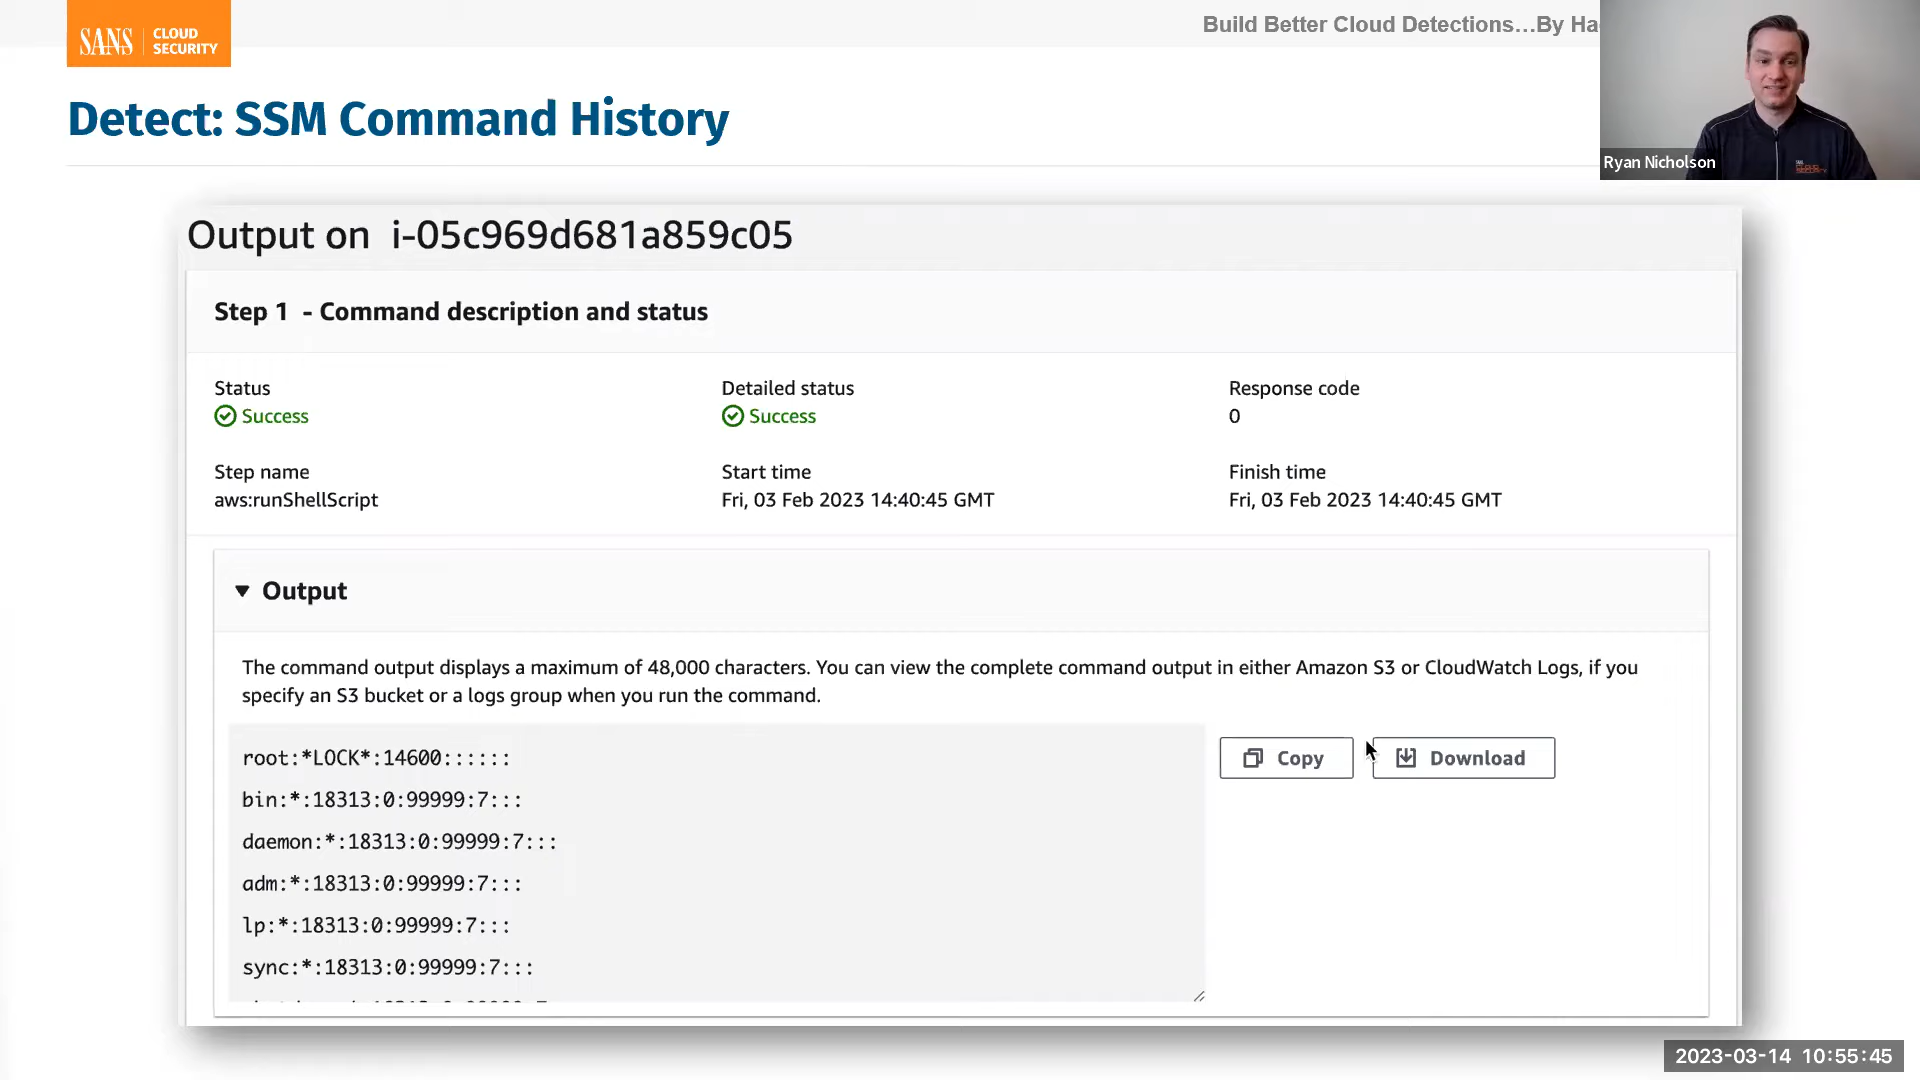 SANS CLOUD SECURITY
Build Better Cloud Detections…By Ha
Ryan Nicholson
Detect: SSM Command History
Output on i-05c969d681a859c05
Step 1 - Command description and status
Status
Success
Detailed status
Success
Response code
0
Step name
aws:runShellScript
Start time
Fri, 03 Feb 2023 14:40:45 GMT
Finish time
Fri, 03 Feb 2023 14:40:45 GMT
Output
The command output displays a maximum of 48,000 characters. You can view the complete command output in either Amazon S3 or CloudWatch Logs, if you
specify an S3 bucket or a logs group when you run the command.
root:*LOCK*:14600::::::
bin:*:18313:0:99999:7:::
daemon:*:18313:0:99999:7:::
adm:*:18313:0:99999:7:::
lp:*:18313:0:99999:7:::
sync:*:18313:0:99999:7:::
Copy
Download
2023-03-14 10:55:45